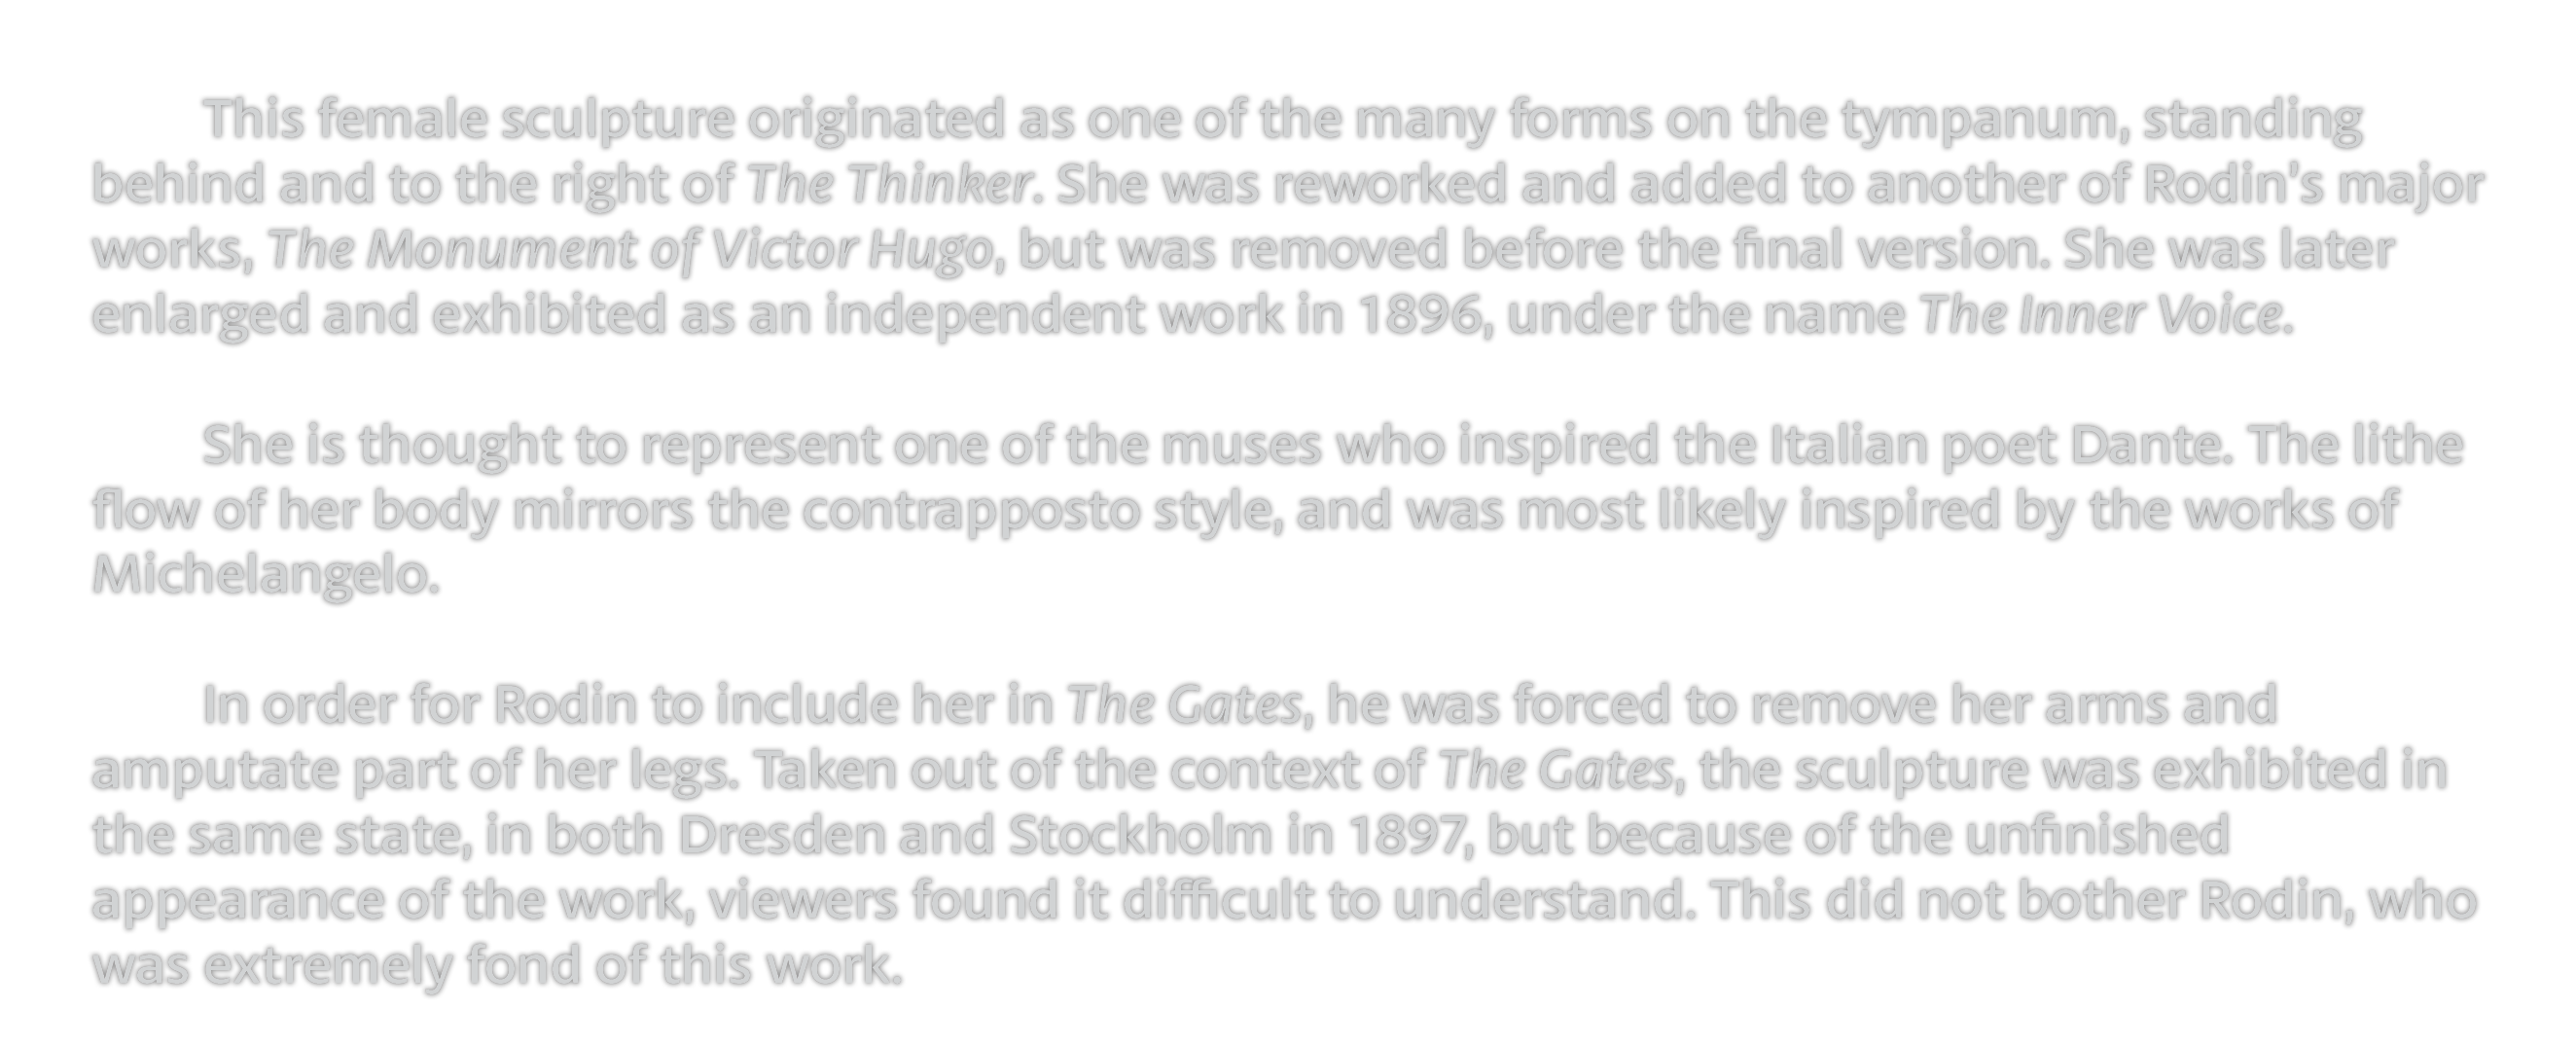 This female sculpture originated as one of the many forms on the tympanum, standing
behind and to the right of The Thinker. She was reworked and added to another of Rodin's major
works, The Monument of Victor Hugo, but was removed before the final version. She was later
enlarged and exhibited as an independent work in 1896, under the name The Inner Voice.
She is thought to represent one of the muses who inspired the Italian poet Dante. The lithe
flow of her body mirrors the contrapposto style, and was most likely inspired by the works of
Michelangelo.
In order for Rodin to include her in The Gates, he was forced to remove her arms and
amputate part of her legs. Taken out of the context of The Gates, the sculpture was exhibited in
the same state, in both Dresden and Stockholm in 1897, but because of the unfinished
appearance of the work, viewers found it difficult to understand. This did not bother Rodin, who
was extremely fond of this work.